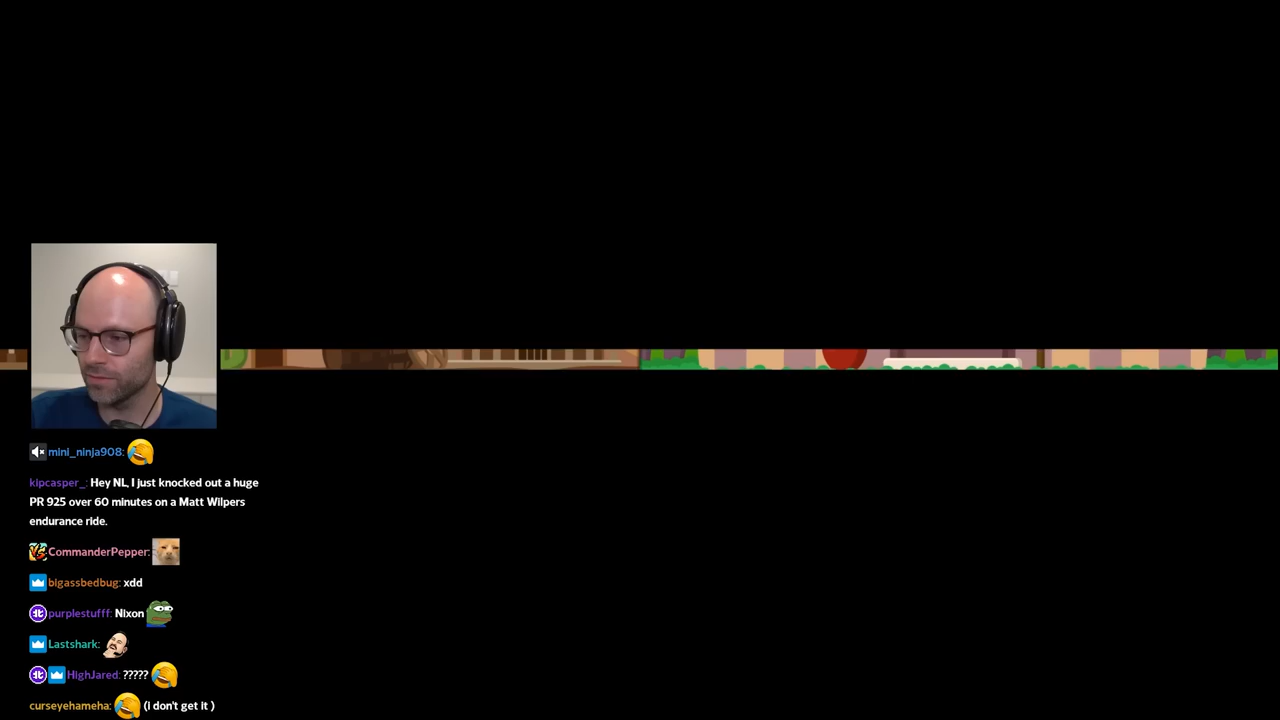 mini_ninja908:
kipcasper_: Hey NL, I just knocked out a huge
PR 925 over 60 minutes on a Matt Wilpers
endurance ride.
CommanderPepper:
bigassbedbug: xdd
purplestufff: Nixon
Lastshark:
HighJared: ?????
curseyehameha: (i don't get it )